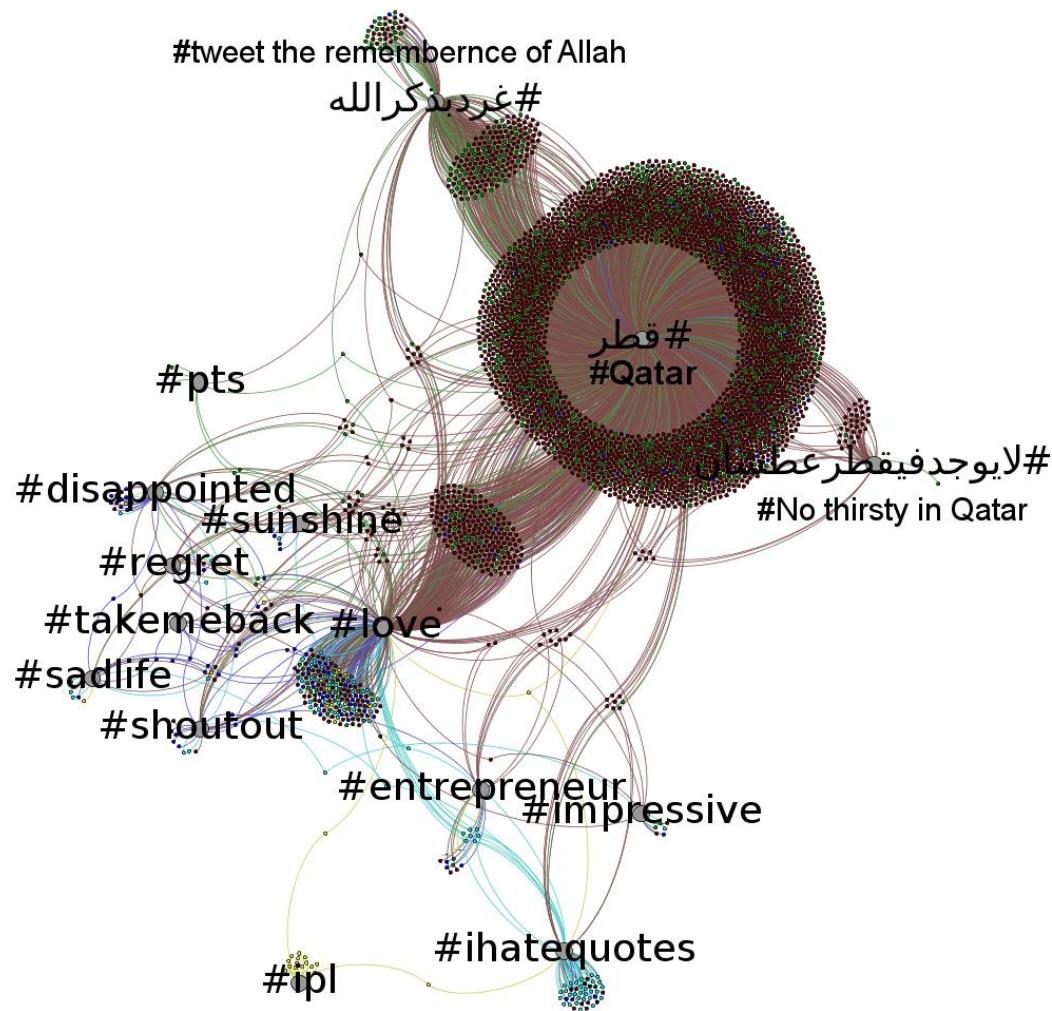 #tweet the remembernce of Allah
#غردبذكرالله
#قطر
#Qatar
#pts
#لايوجدفيقطرعطشان
#disappointed
#No thirsty in Qatar
#sunshine
#regret
#takemeback
#love
#sadlife
#shoutout
#entrepreneur
#impressive
#ihatequotes
#ipl